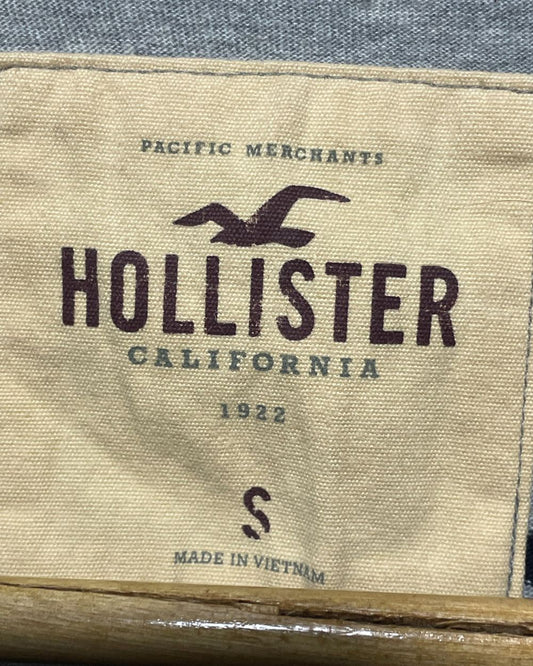 PACIFIC MERCHANTS
HOLLISTER
CALIFORNIA
1922
S
MADE IN VIETNAM